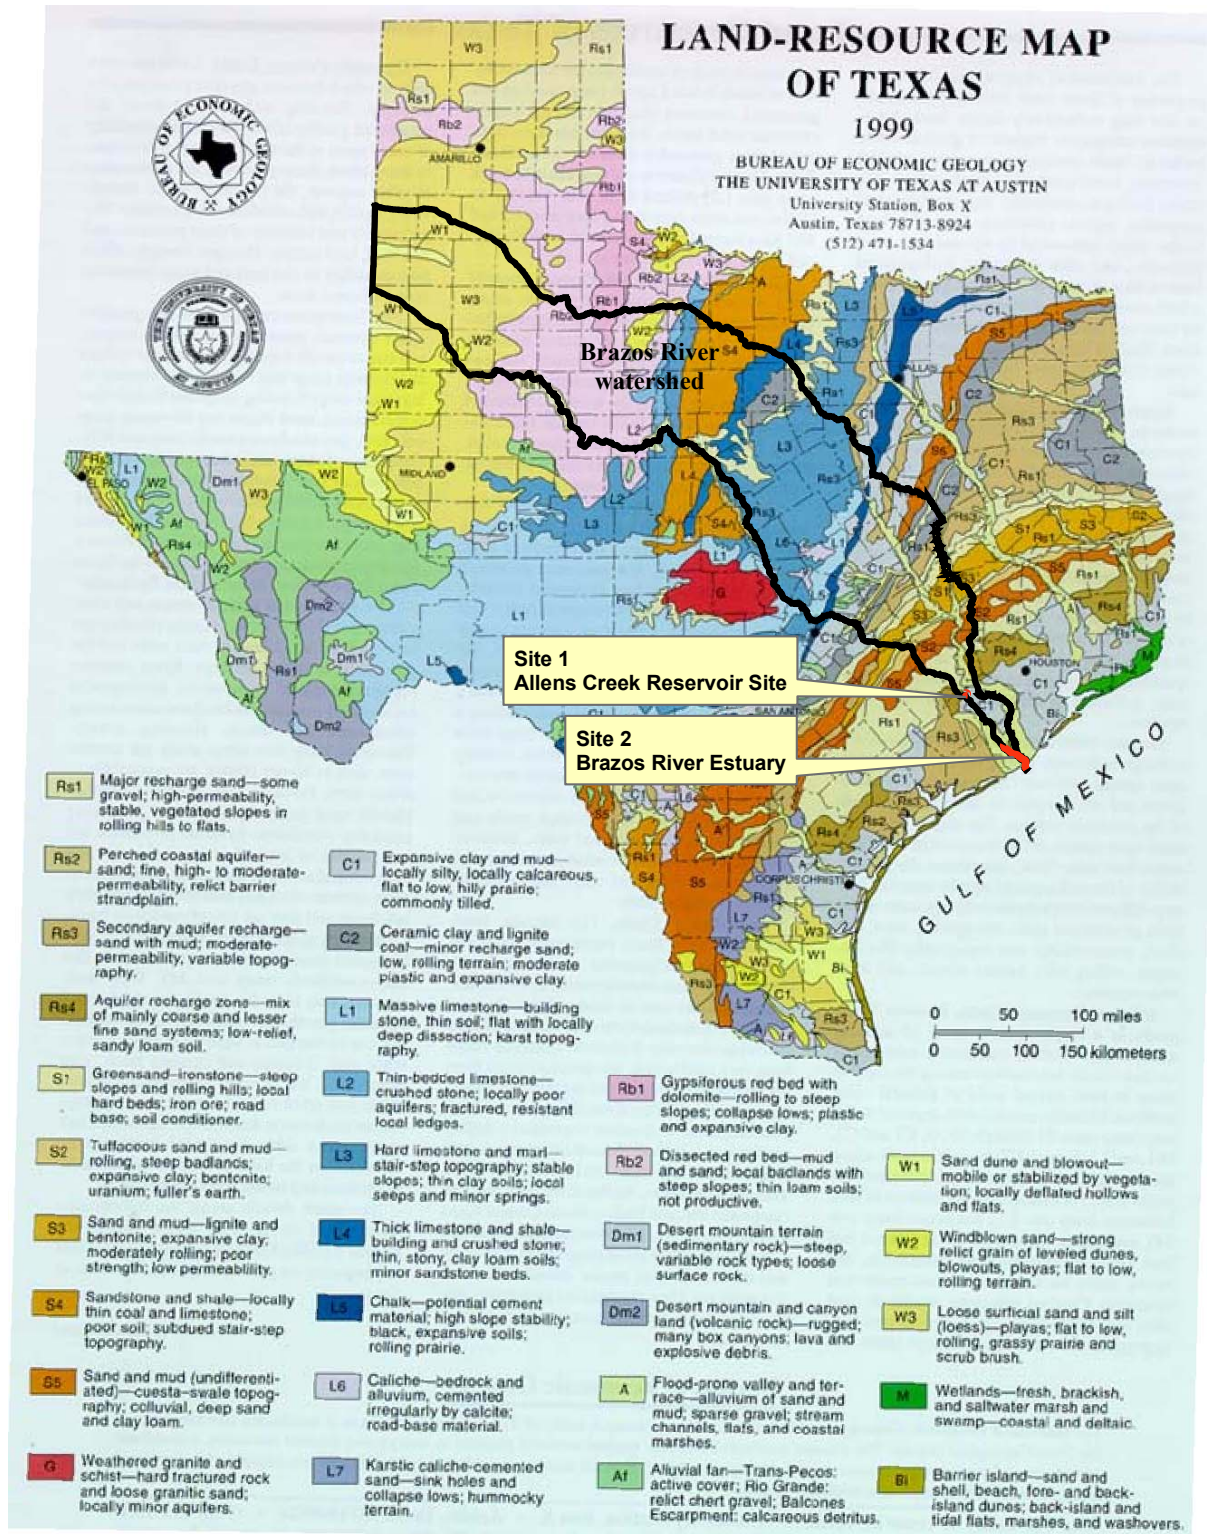 LAND-RESOURCE MAP
OF TEXAS
1999
BUREAU OF ECONOMIC GEOLOGY
THE UNIVERSITY OF TEXAS AT AUSTIN
University Station, Box X
Austin, Texas 78713-8924
(512) 471-1534
BUREAU OF ECONOMIC GEOLOGY
THE UNIVERSITY OF TEXAS
AT AUSTIN
AMARILLO
Brazos River
watershed
DALLAS
MIDLAND
EL PASO
HOUSTON
SAN ANTONIO
CORPUS CHRISTI
Site 1
Allens Creek Reservoir Site
Site 2
Brazos River Estuary
GULF OF MEXICO
0 50 100 miles
0 50 100 150 kilometers
Rs1 Major recharge sand—some
gravel; high-permeability,
stable, vegetated slopes in
rolling hills to flats.
Rs2 Perched coastal aquifer—
sand; fine, high- to moderate-
permeability, relict barrier
strandplain.
Rs3 Secondary aquifer recharge—
sand with mud; moderate-
permeability, variable topog-
raphy.
Rs4 Aquifer recharge zone—mix
of mainly coarse and lesser
fine sand systems; low-relief,
sandy loam soil.
S1 Greensand—ironstone—steep
slopes and rolling hills; local
hard beds; iron ore; road
base; soil conditioner.
S2 Tuffaceous sand and mud—
rolling, steep badlands;
expansive clay; bentonite;
uranium; fuller's earth.
S3 Sand and mud—lignite and
bentonite; expansive clay;
moderately rolling; poor
strength; low permeablility.
S4 Sandstone and shale—locally
thin coal and limestone;
poor soil; subdued stair-step
topography.
S5 Sand and mud (undifferenti-
ated)—cuesta-swale topog-
raphy; colluvial, deep sand
and clay loam.
G Weathered granite and
schist—hard fractured rock
and loose granitic sand;
locally minor aquifers.
C1 Expansive clay and mud—
locally silty, locally calcareous,
flat to low, hilly prairie;
commonly tilled.
C2 Ceramic clay and lignite
coal—minor recharge sand;
low, rolling terrain; moderate
plastic and expansive clay.
L1 Massive limestone—building
stone, thin soil; flat with locally
deep dissection; karst topog-
raphy.
L2 Thin-bedded limestone—
crushed stone; locally poor
aquifers; fractured, resistant
local ledges.
L3 Hard limestone and marl—
stair-step topography; stable
slopes; thin clay soils; local
seeps and minor springs.
L4 Thick limestone and shale—
building and crushed stone;
thin, stony, clay loam soils;
minor sandstone beds.
L5 Chalk—potential cement
material; high slope stability;
black, expansive soils;
rolling prairie.
L6 Caliche—bedrock and
alluvium, cemented
irregularly by calcite;
road-base material.
L7 Karstic caliche-cemented
sand—sink holes and
collapse lows; hummocky
terrain.
Rb1 Gypsiferous red bed with
dolomite—rolling to steep
slopes; collapse lows; plastic
and expansive clay.
Rb2 Dissected red bed—mud
and sand; local badlands with
steep slopes; thin loam soils;
not productive.
Dm1 Desert mountain terrain
(sedimentary rock)—steep,
variable rock types; loose
surface rock.
Dm2 Desert mountain and canyon
land (volcanic rock)—rugged;
many box canyons; lava and
explosive debris.
A Flood-prone valley and ter-
race—alluvium of sand and
mud; sparse gravel; stream
channels, flats, and coastal
marshes.
Af Alluvial fan—Trans-Pecos:
active cover; Rio Grande:
relict chert gravel; Balcones
Escarpment: calcareous detritus.
W1 Sand dune and blowout—
mobile or stabilized by vegeta-
tion; locally deflated hollows
and flats.
W2 Windblown sand—strong
relict grain of leveled dunes,
blowouts, playas; flat to low,
rolling terrain.
W3 Loose surficial sand and silt
(loess)—playas; flat to low,
rolling, grassy prairie and
scrub brush.
M Wetlands—fresh, brackish,
and saltwater marsh and
swamp—coastal and deltaic.
Bi Barrier island—sand and
shell, beach, fore- and back-
island dunes; back-island and
tidal flats, marshes, and washovers.